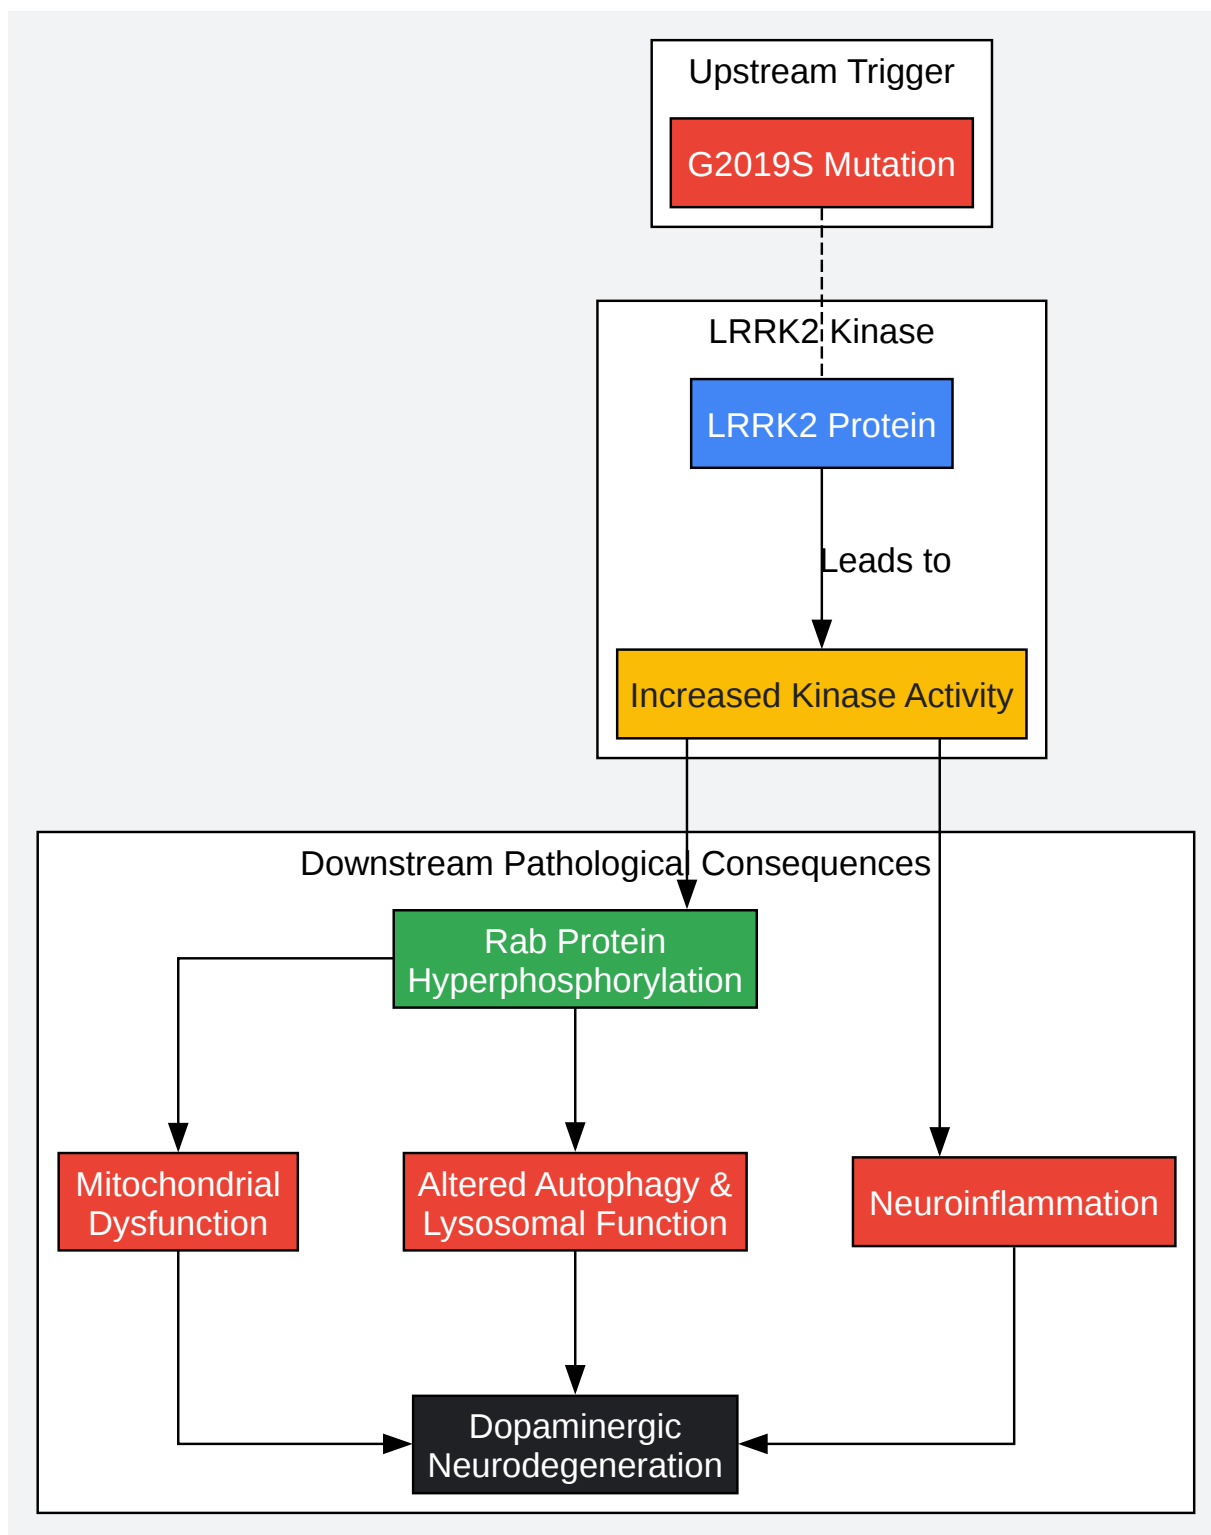 Upstream Trigger
G2019S Mutation
LRRK2 Kinase
LRRK2 Protein
Leads to
Increased Kinase Activity
Downstream Pathological Consequences
Rab Protein
Hyperphosphorylation
Mitochondrial
Dysfunction
Altered Autophagy &
Lysosomal Function
Neuroinflammation
Dopaminergic
Neurodegeneration